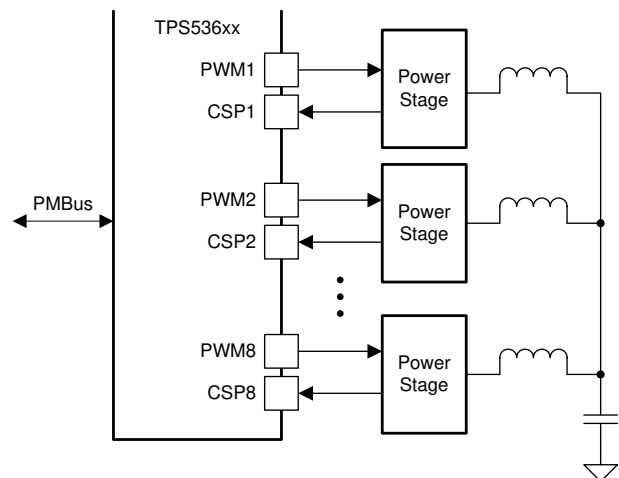 TPS536xx
PWM1
Power
Stage
CSP1
PMBus
PWM2
Power
Stage
CSP2
PWM8
Power
Stage
CSP8